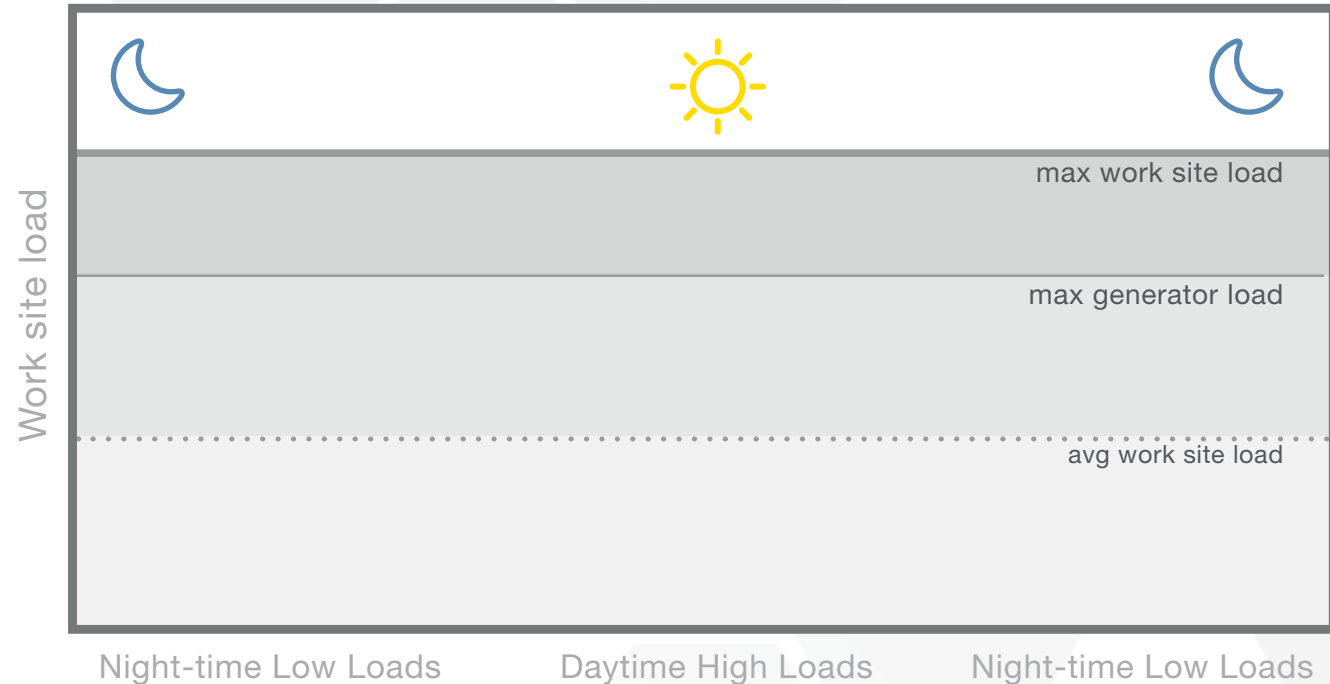 max work site load
max generator load
avg work site load
Work site load
Night-time Low Loads
Daytime High Loads
Night-time Low Loads